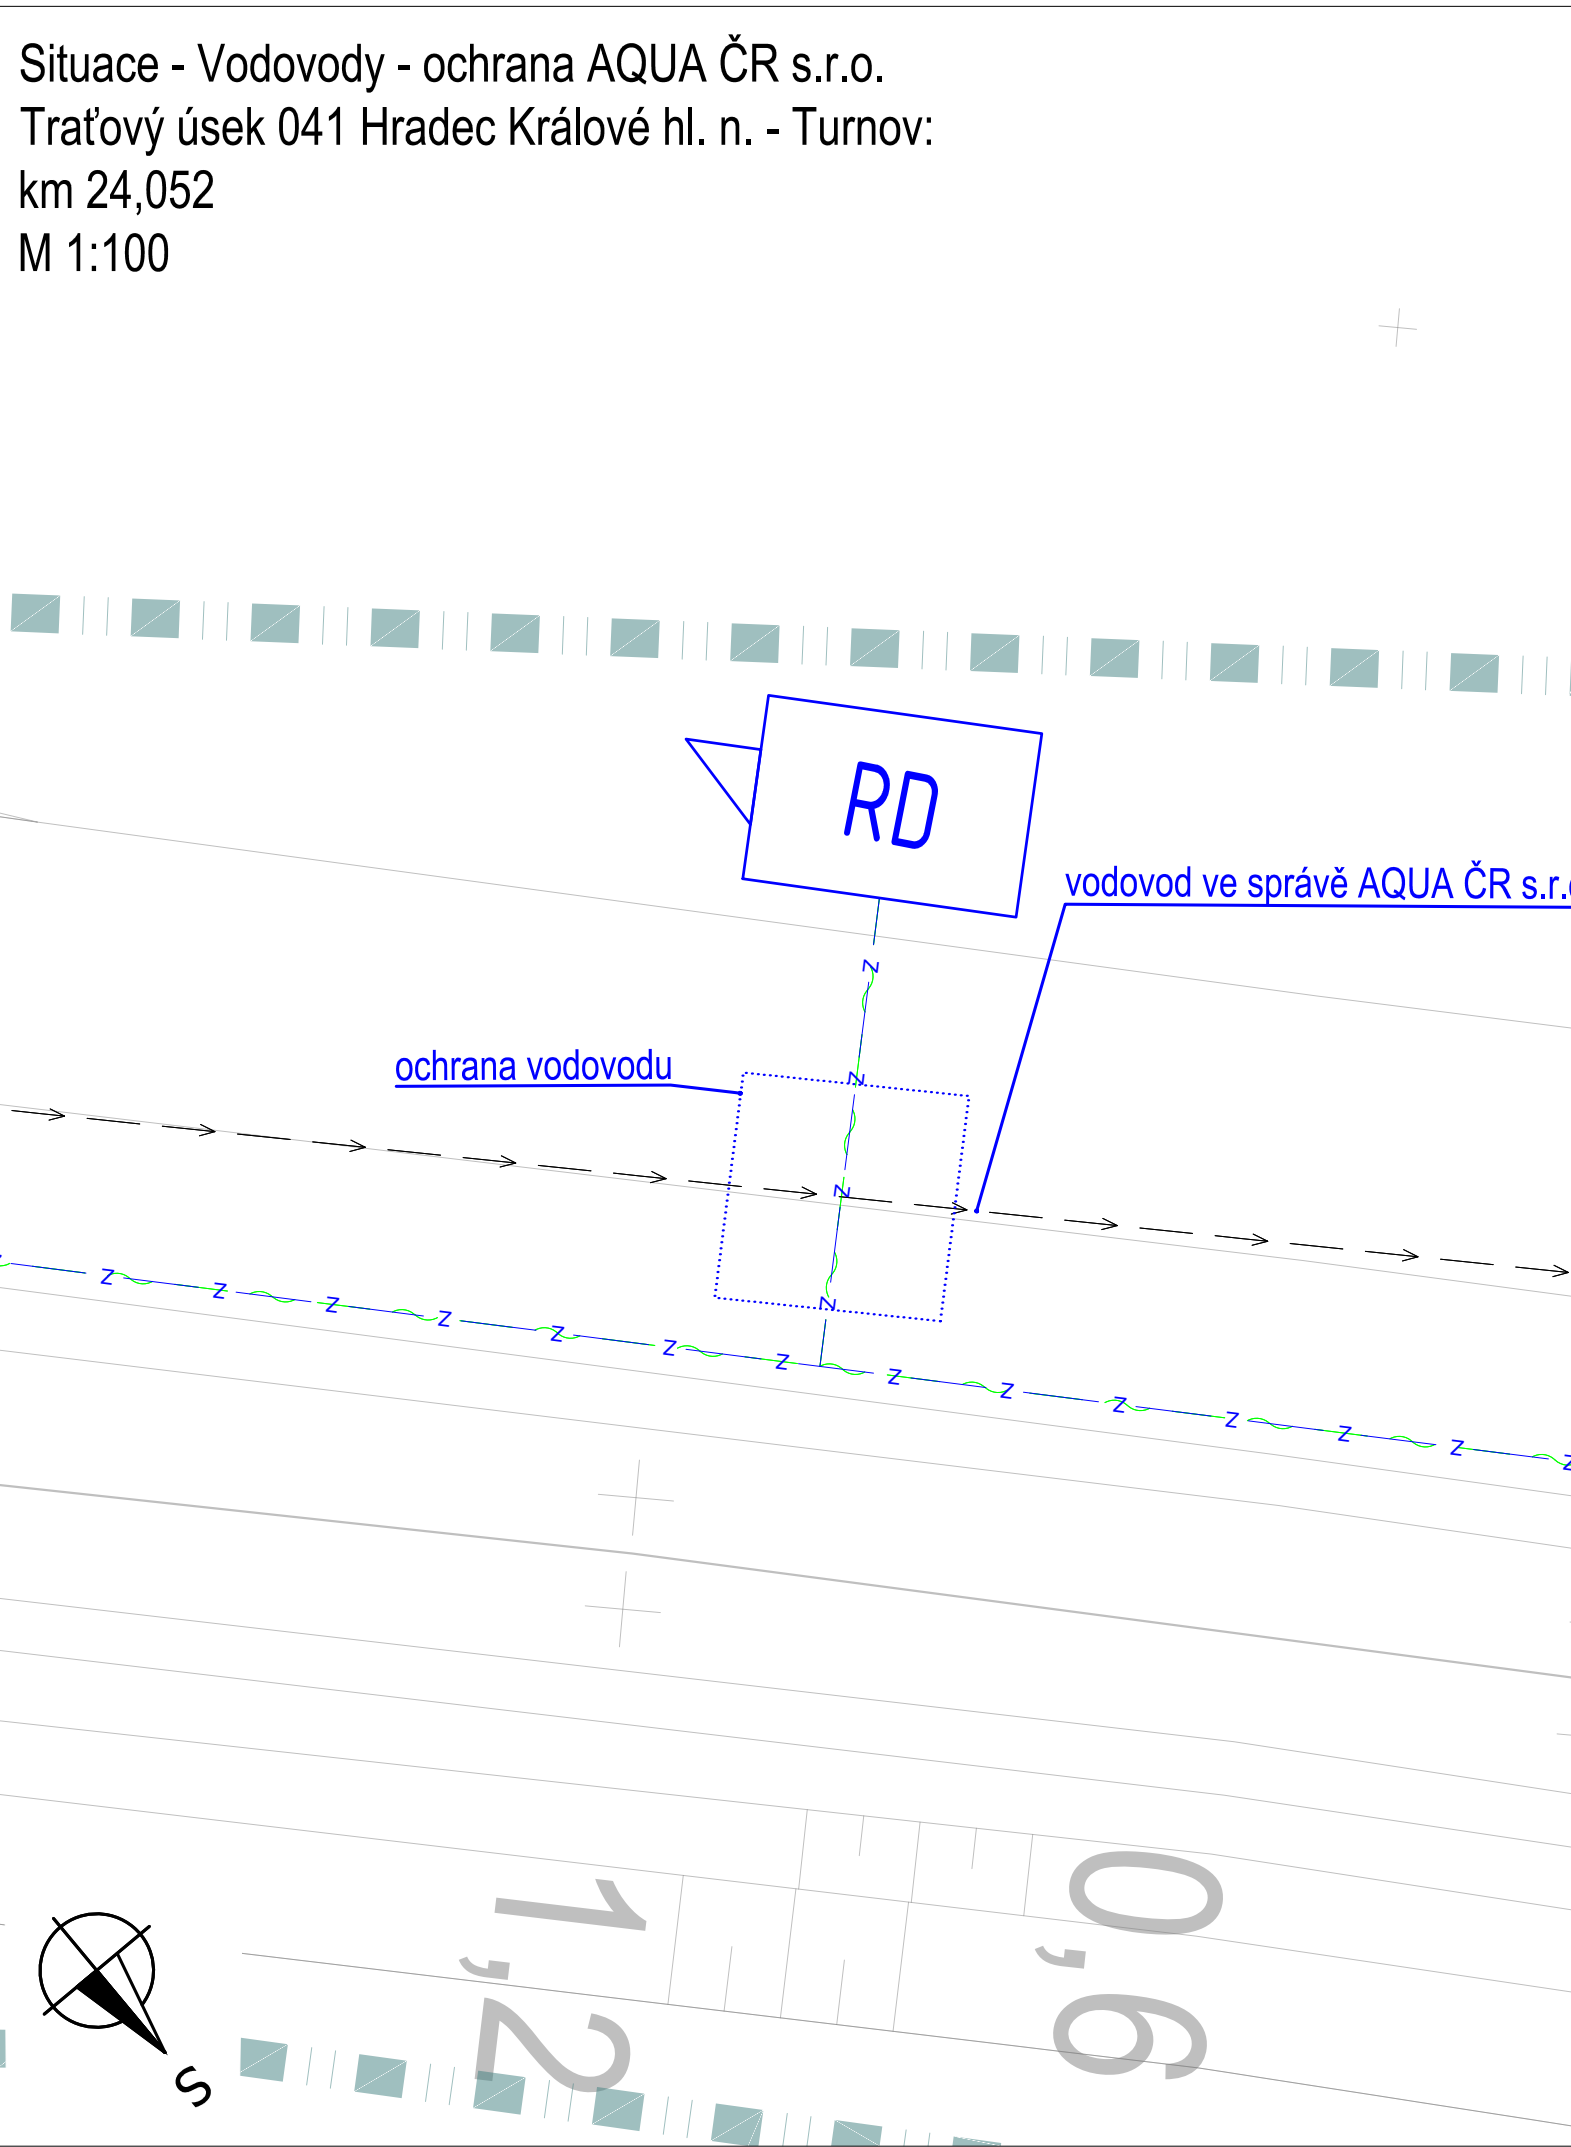 Situace - Vodovody - ochrana AQUA ČR s.r.o.
Traťový úsek 041 Hradec Králové hl. n. - Turnov:
km 24,052
M 1:100
RD
vodovod ve správě AQUA ČR s.r.
ochrana vodovodu
z
z
z
z
z
z z z z z z z z z z z z z z
1,2
0,6
S